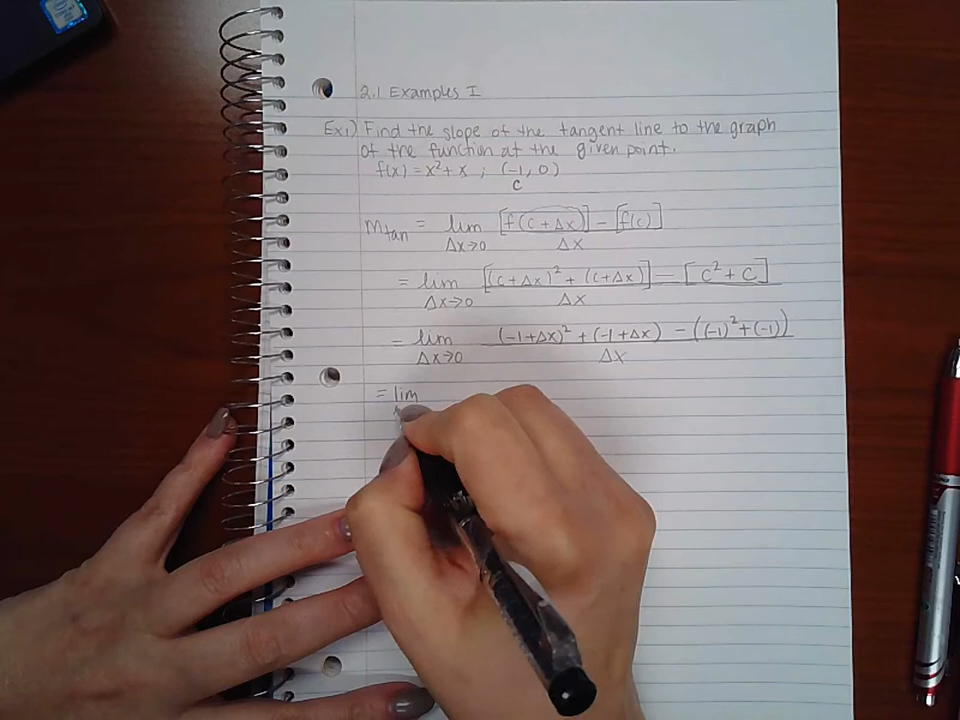 2.1 Examples I
Ex1) Find the slope of the tangent line to the graph
of the function at the given point.
f(x) = x² + x ; (-1, 0)
c
m tan = lim [f(c + Δx)] - [f(c)]
Δx→0 Δx
= lim [(c + Δx)² + (c + Δx)] - [c² + c]
Δx→0 Δx
= lim (-1 + Δx)² + (-1 + Δx) - ((-1)² + (-1))
Δx→0 Δx
= lim